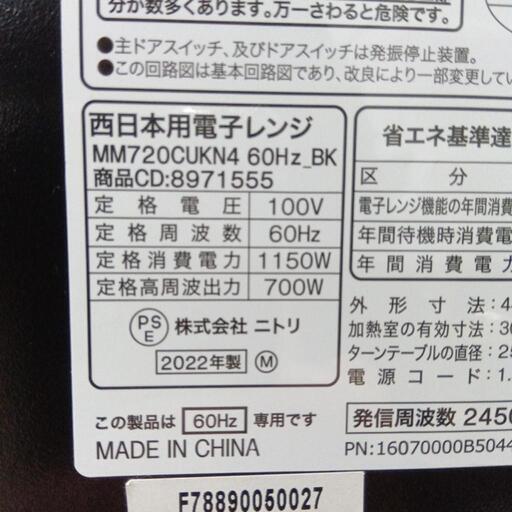 分が数多くあります。万一さわると危険です。
●主ドアスイッチ、及びドアスイッチは発振停止装置。
●この回路図は基本回路図であり、改良により一部変更してい
西日本用電子レンジ
MM720CUKN4 60Hz_BK
商品CD:8971555
定格電圧 100V
定格周波数 60Hz
定格消費電力 1150W
定格高周波出力 700W
PSE 株式会社 ニトリ
2022年製 M
この製品は 60Hz 専用です
MADE IN CHINA
省エネ基準達
区分
電子レンジ機能の年間消費
年間待機時消費電
年間消費電力
外形寸法:4
加熱室の有効寸法:3
ターンテーブルの直径:25
電源コード:1.
発信周波数 2450
PN:16070000B5044
F78890050027